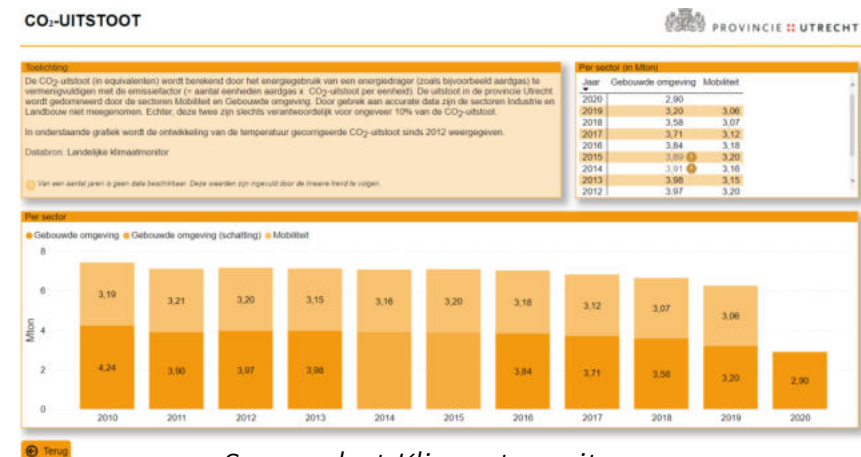 CO₂-UITSTOOT
PROVINCIE UTRECHT
Toelichting
De CO2-uitstoot (in equivalenten) wordt berekend door het energiegebruik van een energiedrager (zoals bijvoorbeeld aardgas) te
vermenigvuldigen met de emissiefactor (= aantal eenheden aardgas x CO2-uitstoot per eenheid). De uitstoot in de provincie Utrecht
wordt gedomineerd door de sectoren Mobiliteit en Gebouwde omgeving. Door gebrek aan accurate data zijn de sectoren Industrie en
Landbouw niet meegenomen. Echter, deze twee zijn slechts verantwoordelijk voor ongeveer 10% van de CO2-uitstoot.
In onderstaande grafiek wordt de ontwikkeling van de temperatuur gecorrigeerde CO2-uitstoot sinds 2012 weergegeven.
Databron: Landelijke klimaatmonitor
Van een aantal jaren is geen data beschikbaar. Deze waarden zijn ingevuld door de lineaire trend te volgen.
Per sector (in Mton)
Jaar Gebouwde omgeving Mobiliteit
2020 2,90
2019 3,20 3,06
2018 3,58 3,07
2017 3,71 3,12
2016 3,84 3,18
2015 3,89 3,20
2014 3,91 3,16
2013 3,98 3,15
2012 3,97 3,20
Per sector
Gebouwde omgeving Gebouwde omgeving (schatting) Mobiliteit
Mton
8
6
4
2
0
3,19 3,21 3,20 3,15 3,16 3,20 3,18 3,12 3,07 3,06
4,24 3,90 3,97 3,98 3,84 3,71 3,58 3,20 2,90
2010 2011 2012 2013 2014 2015 2016 2017 2018 2019 2020
Terug